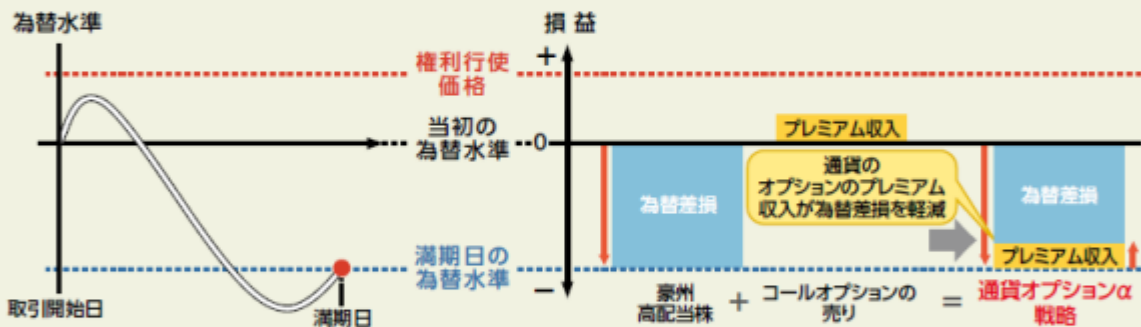 為替水準
損益
+
権利行使
価格
当初の
為替水準
0
プレミアム収入
通貨の
オプションのプレミアム
収入が為替差損を軽減
為替差損
為替差損
プレミアム収入
満期日の
為替水準
−
取引開始日
満期日
豪州
高配当株
+
コールオプションの
売り
=
通貨オプションα
戦略